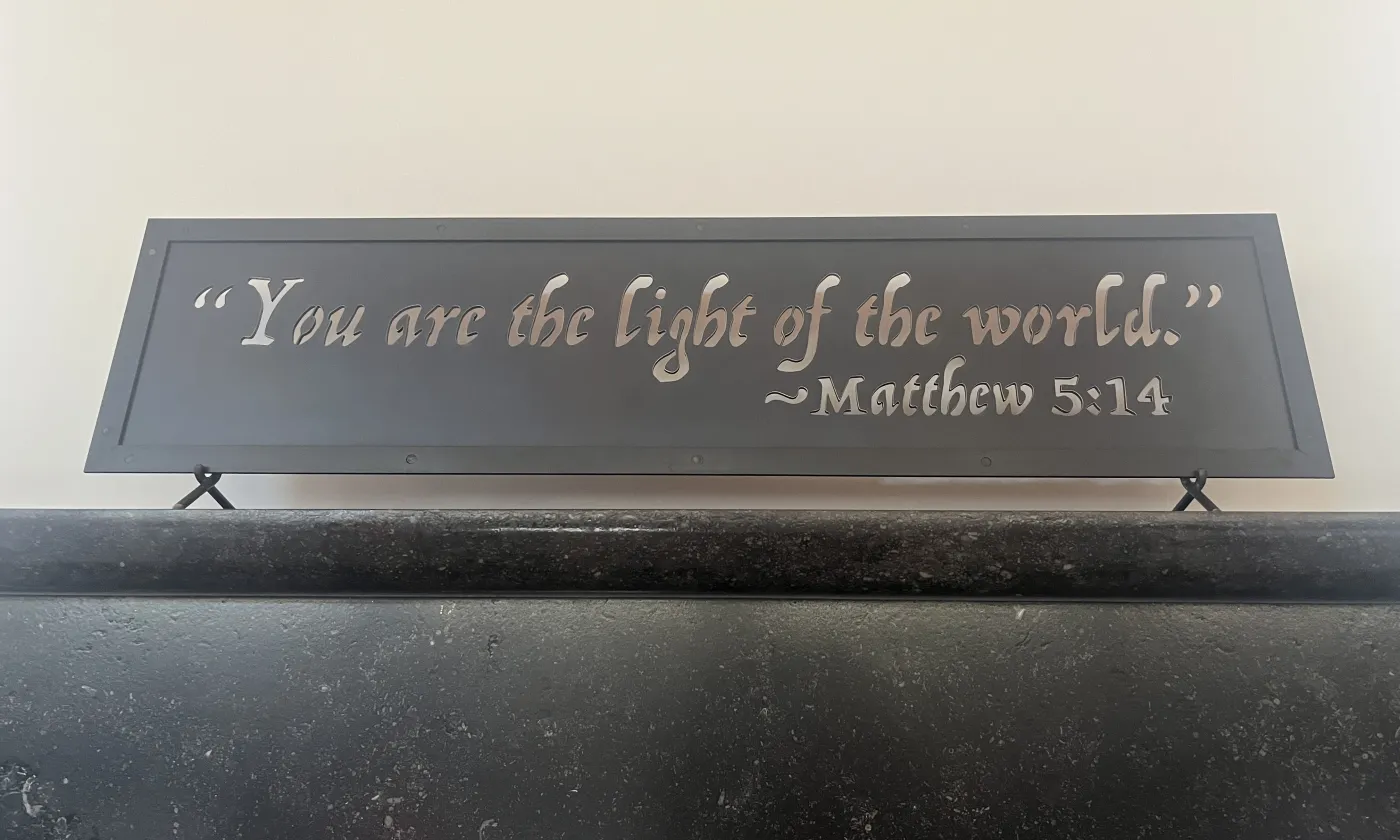 “You are the light of the world.”
~Matthew 5:14